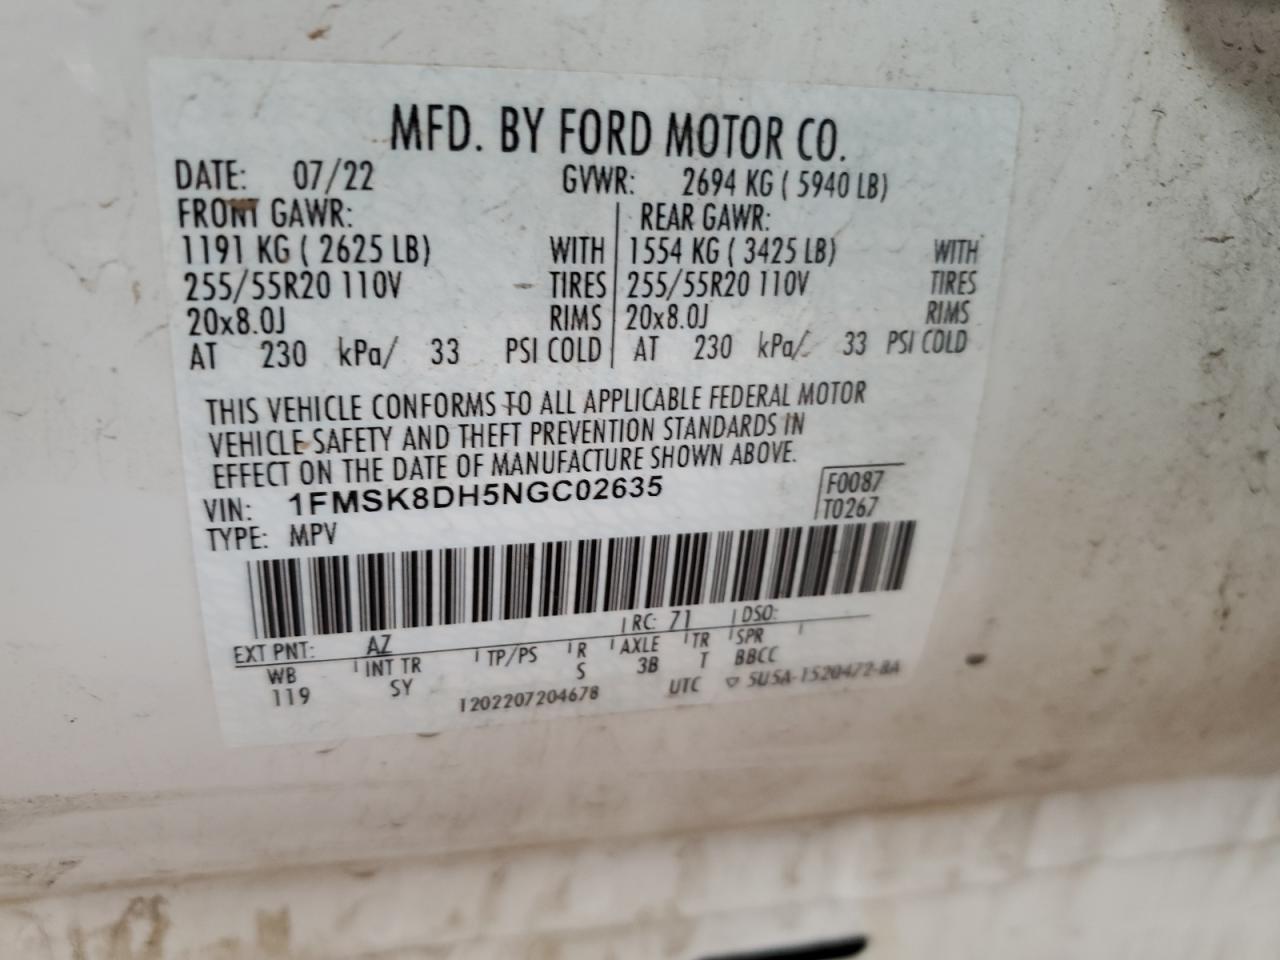 MFD. BY FORD MOTOR CO.
DATE: 07/22 GVWR: 2694 KG ( 5940 LB)
FRONT GAWR: REAR GAWR:
1191 KG ( 2625 LB) WITH 1554 KG ( 3425 LB) WITH
255/55R20 110V TIRES 255/55R20 110V TIRES
20x8.0J RIMS 20x8.0J RIMS
AT 230 kPa/ 33 PSI COLD AT 230 kPa/ 33 PSI COLD
THIS VEHICLE CONFORMS TO ALL APPLICABLE FEDERAL MOTOR
VEHICLE SAFETY AND THEFT PREVENTION STANDARDS IN
EFFECT ON THE DATE OF MANUFACTURE SHOWN ABOVE.
VIN: 1FMSK8DH5NGC02635 F0087
TYPE: MPV T0267
EXT PNT: AZ RC: 71 DSO:
WB INT TR TP/PS R AXLE TR SPR
119 SY S 3B T BBCC
1202207204678 UTC ▽ 5U5A-1520472-BA